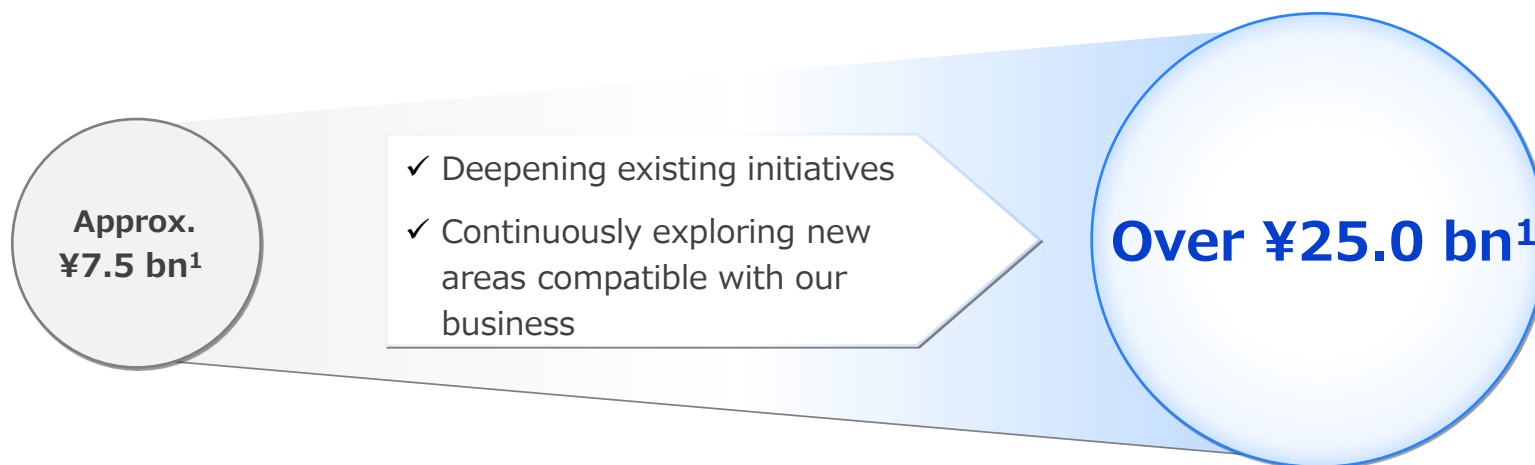 Approx.
¥7.5 bn¹
✓ Deepening existing initiatives
✓ Continuously exploring new
areas compatible with our
business
Over ¥25.0 bn¹